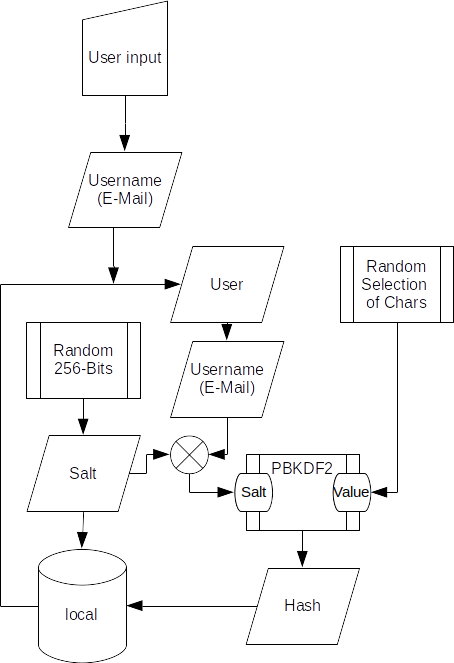 User input
Username
(E-Mail)
User
Random
Selection
of Chars
Random
256-Bits
Username
(E-Mail)
Salt
PBKDF2
Salt
Value
Hash
local